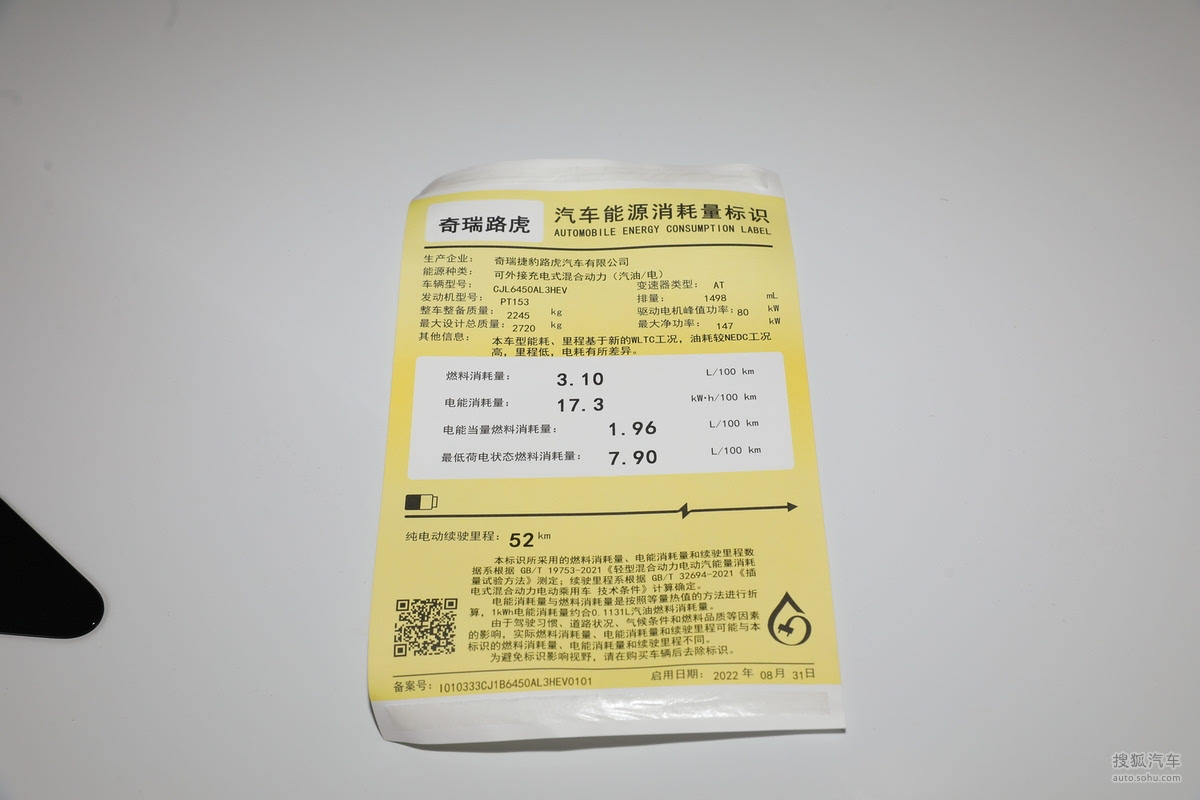 奇瑞路虎
汽车能源消耗量标识
AUTOMOBILE ENERGY CONSUMPTION LABEL
生产企业: 奇瑞捷豹路虎汽车有限公司
能源种类: 可外接充电式混合动力（汽油/电）
车辆型号: CJL6450AL3HEV 变速器类型: AT
发动机型号: PT153 排量: 1498 mL
整车整备质量: 2245 kg 驱动电机峰值功率: 80 kW
最大设计总质量: 2720 kg 最大净功率: 147 kW
其他信息: 本车型能耗、里程基于新的WLTC工况，油耗较NEDC工况
高，里程低，电耗有所差异。
燃料消耗量: 3.10 L/100 km
电能消耗量: 17.3 kW·h/100 km
电能当量燃料消耗量: 1.96 L/100 km
最低荷电状态燃料消耗量: 7.90 L/100 km
纯电动续驶里程: 52 km
本标识所采用的燃料消耗量、电能消耗量和续驶里程数
据系根据 GB/T 19753-2021《轻型混合动力电动汽车能量消耗
量试验方法》测定；续驶里程系根据 GB/T 32694-2021《插
电式混合动力电动乘用车 技术条件》计算确定。
电能消耗量与燃料消耗量是按照等量热值的方法进行折
算，1kWh电能消耗量约合0.1131L汽油燃料消耗量。
由于驾驶习惯、道路状况、气候条件和燃料品质等因素
的影响，实际燃料消耗量、电能消耗量和续驶里程可能与本
标识的燃料消耗量、电能消耗量和续驶里程不同。
为避免标识影响视野，请在购买车辆后去除标识。
备案号: IO10333CJ1B6450AL3HEV0101 启用日期: 2022 年 08月 31日
搜狐汽车
auto.sohu.com